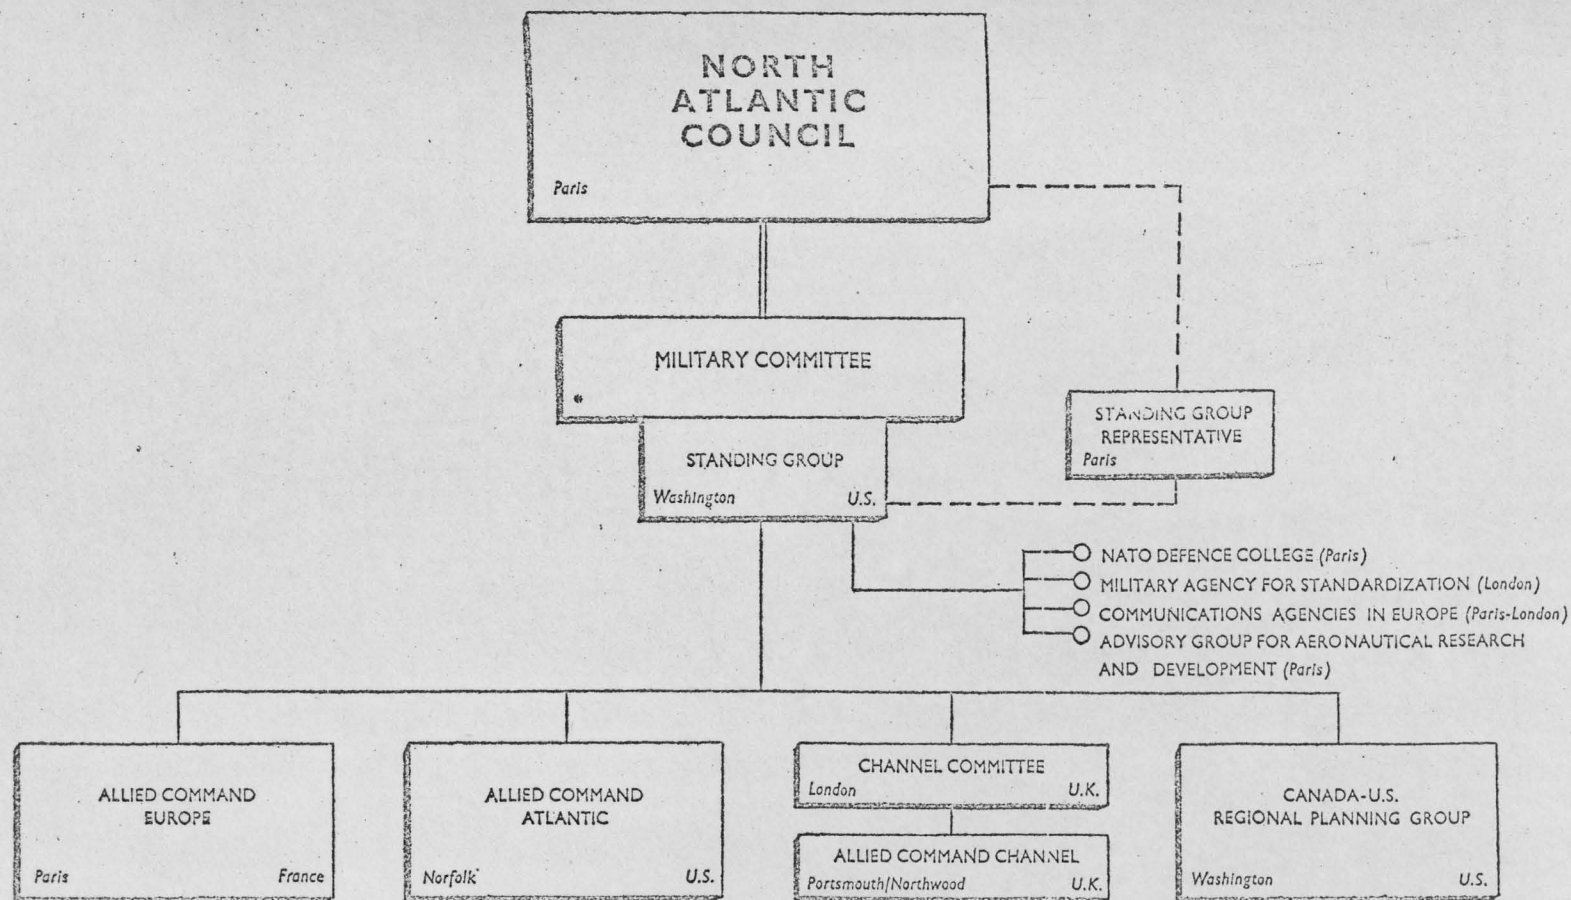 NORTH
ATLANTIC
COUNCIL
Paris
MILITARY COMMITTEE
*
STANDING GROUP
Washington U.S.
STANDING GROUP
REPRESENTATIVE
Paris
NATO DEFENCE COLLEGE (Paris)
MILITARY AGENCY FOR STANDARDIZATION (London)
COMMUNICATIONS AGENCIES IN EUROPE (Paris-London)
ADVISORY GROUP FOR AERONAUTICAL RESEARCH
AND DEVELOPMENT (Paris)
ALLIED COMMAND
EUROPE
Paris France
ALLIED COMMAND
ATLANTIC
Norfolk U.S.
CHANNEL COMMITTEE
London U.K.
ALLIED COMMAND CHANNEL
Portsmouth/Northwood U.K.
CANADA-U.S.
REGIONAL PLANNING GROUP
Washington U.S.